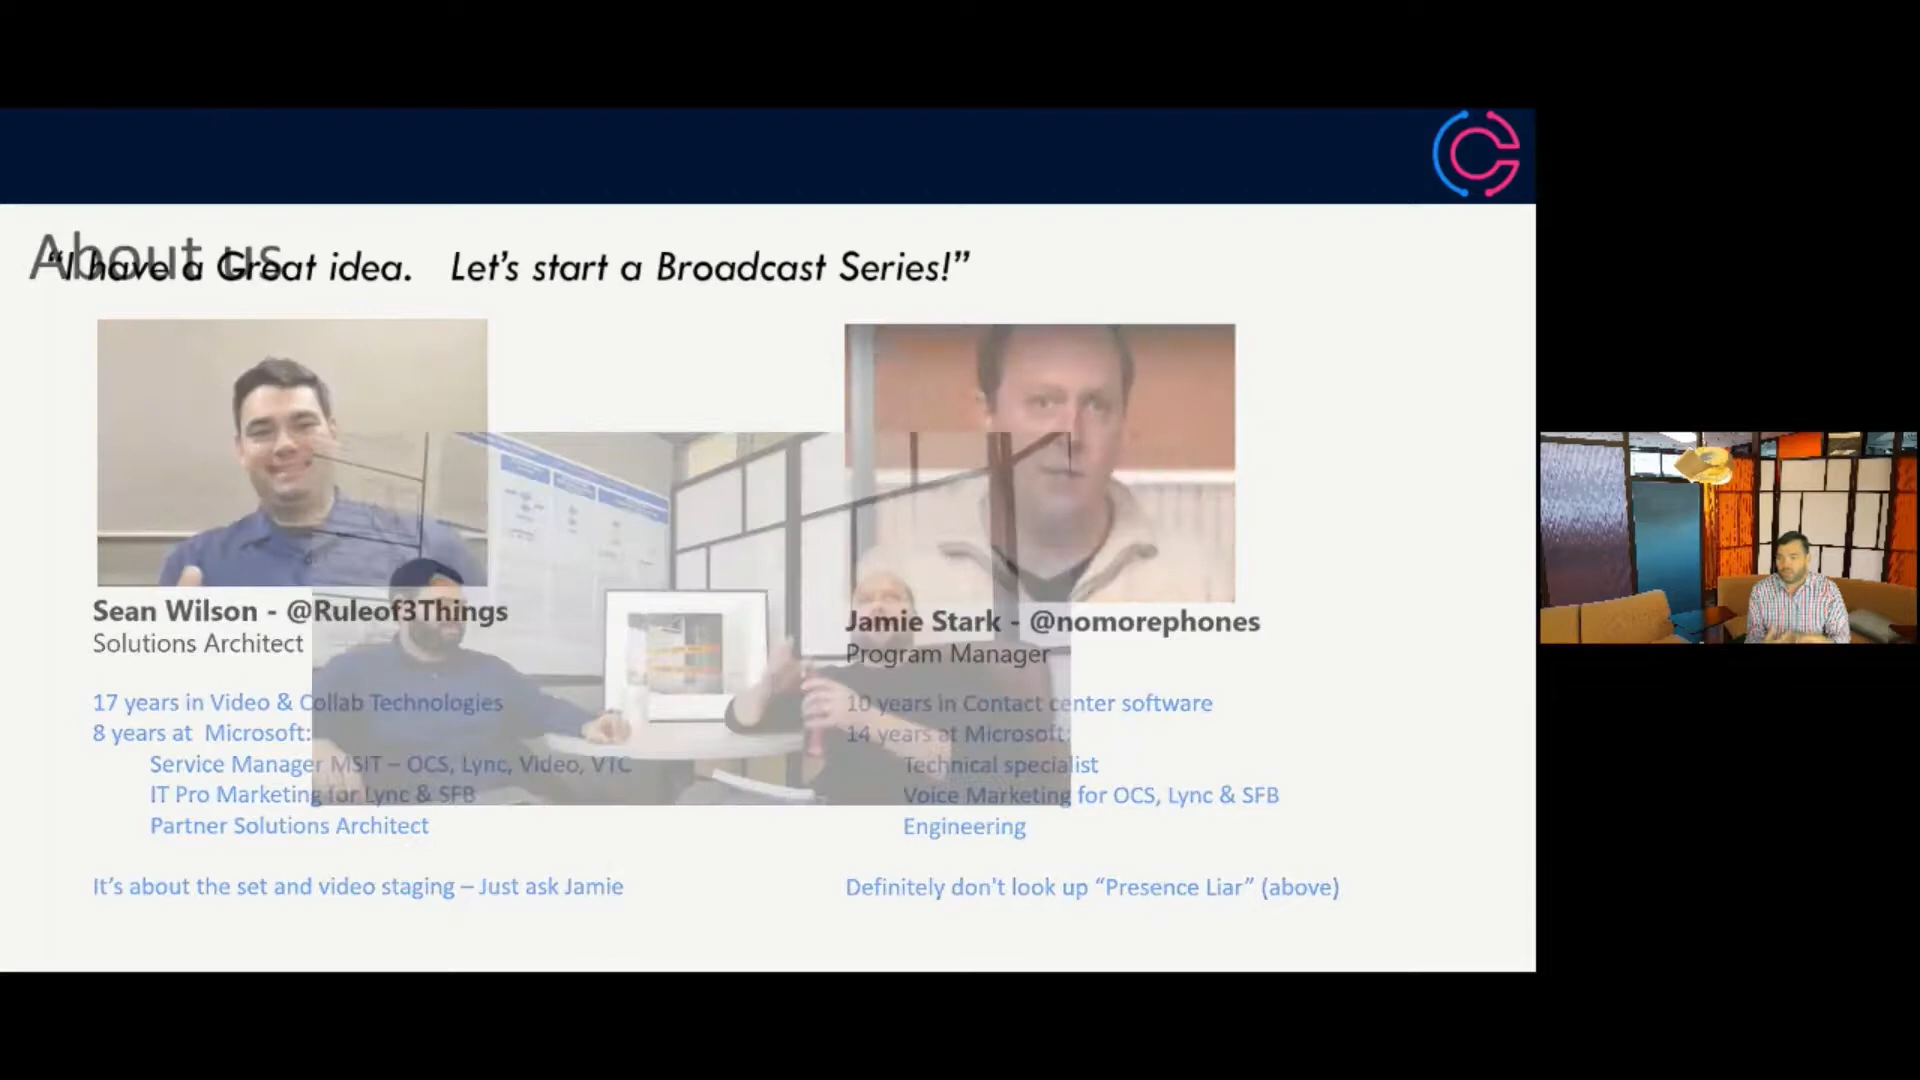 About us
“I have a Great idea. Let’s start a Broadcast Series!”
Sean Wilson - @Ruleof3Things
Solutions Architect
17 years in Video & Collab Technologies
8 years at Microsoft:
Service Manager MSIT – OCS, Lync, Video, VTC
IT Pro Marketing for Lync & SFB
Partner Solutions Architect
It’s about the set and video staging – Just ask Jamie
Jamie Stark - @nomorephones
Program Manager
10 years in Contact center software
14 years at Microsoft:
Technical specialist
Voice Marketing for OCS, Lync & SFB
Engineering
Definitely don’t look up “Presence Liar” (above)